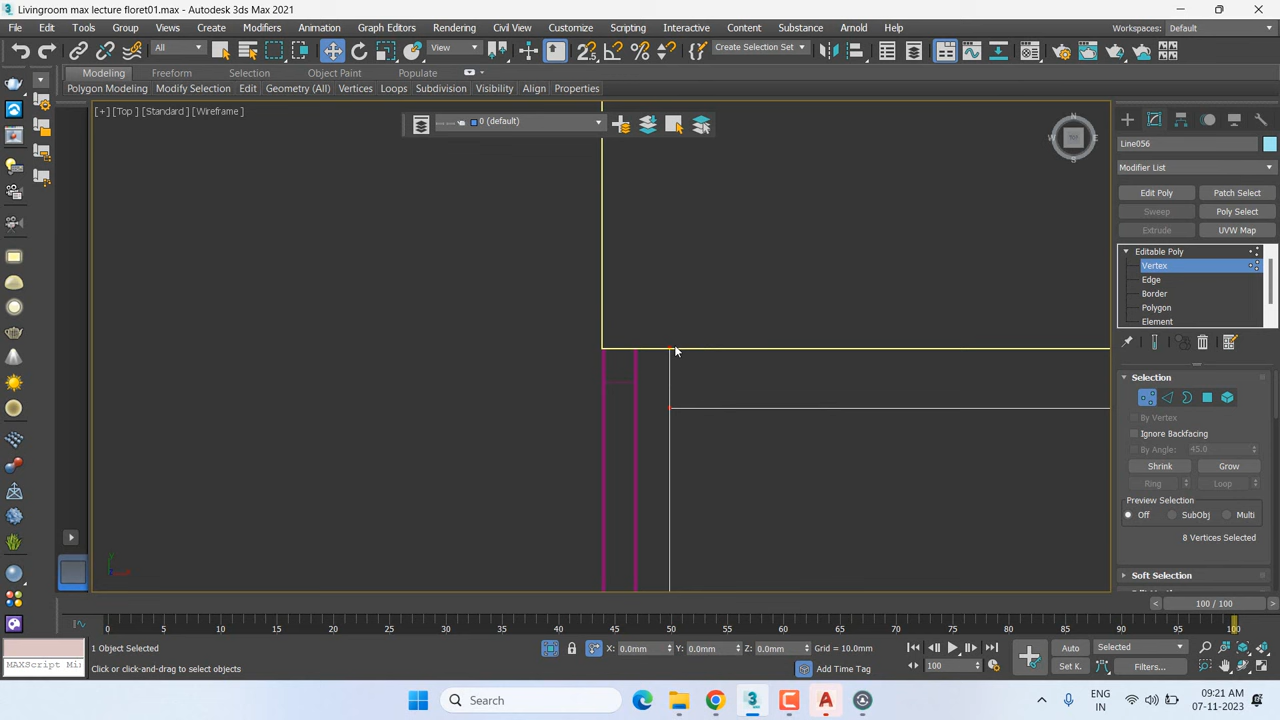 Livingroom max lecture floret01.max - Autodesk 3ds Max 2021
File Edit Tools Group Views Create Modifiers Animation Graph Editors Rendering Civil View Customize Scripting Interactive Content Substance Arnold Help
Workspaces: Default
All View Create Selection Set
Modeling Freeform Selection Object Paint Populate
Polygon Modeling Modify Selection Edit Geometry (All) Vertices Loops Subdivision Visibility Align Properties
[+] [Top ] [Standard ] [Wireframe ]
0 (default)
N
W E
S
Line056
Modifier List
Edit Poly Patch Select
Sweep Poly Select
Extrude UVW Map
Editable Poly
Vertex
Edge
Border
Polygon
Element
Selection
By Vertex
Ignore Backfacing
By Angle: 45.0
Shrink Grow
Ring Loop
Preview Selection
Off SubObj Multi
8 Vertices Selected
Soft Selection
100 / 100
0 5 10 15 20 25 30 35 40 45 50 55 60 65 70 75 80 85 90 95 100
1 Object Selected
X: 0.0mm Y: 0.0mm Z: 0.0mm Grid = 10.0mm
Auto Selected
MAXScript Mi
Click or click-and-drag to select objects
Add Time Tag
100
Set K. Filters...
Search
ENG
IN
09:21 AM
07-11-2023